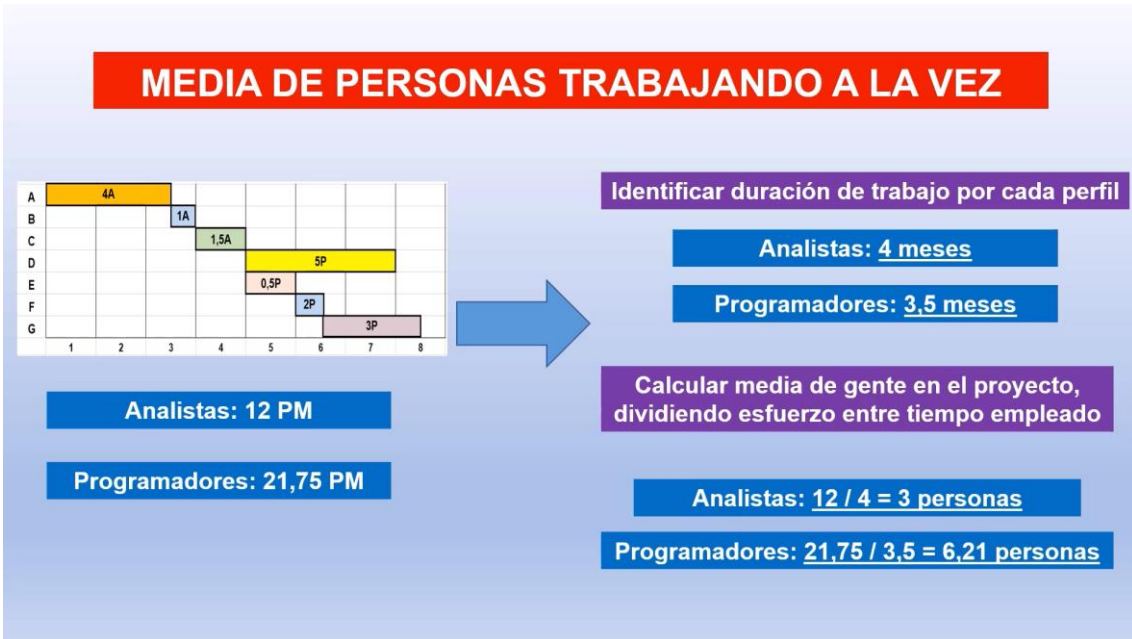 MEDIA DE PERSONAS TRABAJANDO A LA VEZ
A 4A
B 1A
C 1,5A
D 5P
E 0,5P
F 2P
G 3P
1 2 3 4 5 6 7 8
Analistas: 12 PM
Programadores: 21,75 PM
Identificar duración de trabajo por cada perfil
Analistas: 4 meses
Programadores: 3,5 meses
Calcular media de gente en el proyecto,
dividiendo esfuerzo entre tiempo empleado
Analistas: 12 / 4 = 3 personas
Programadores: 21,75 / 3,5 = 6,21 personas